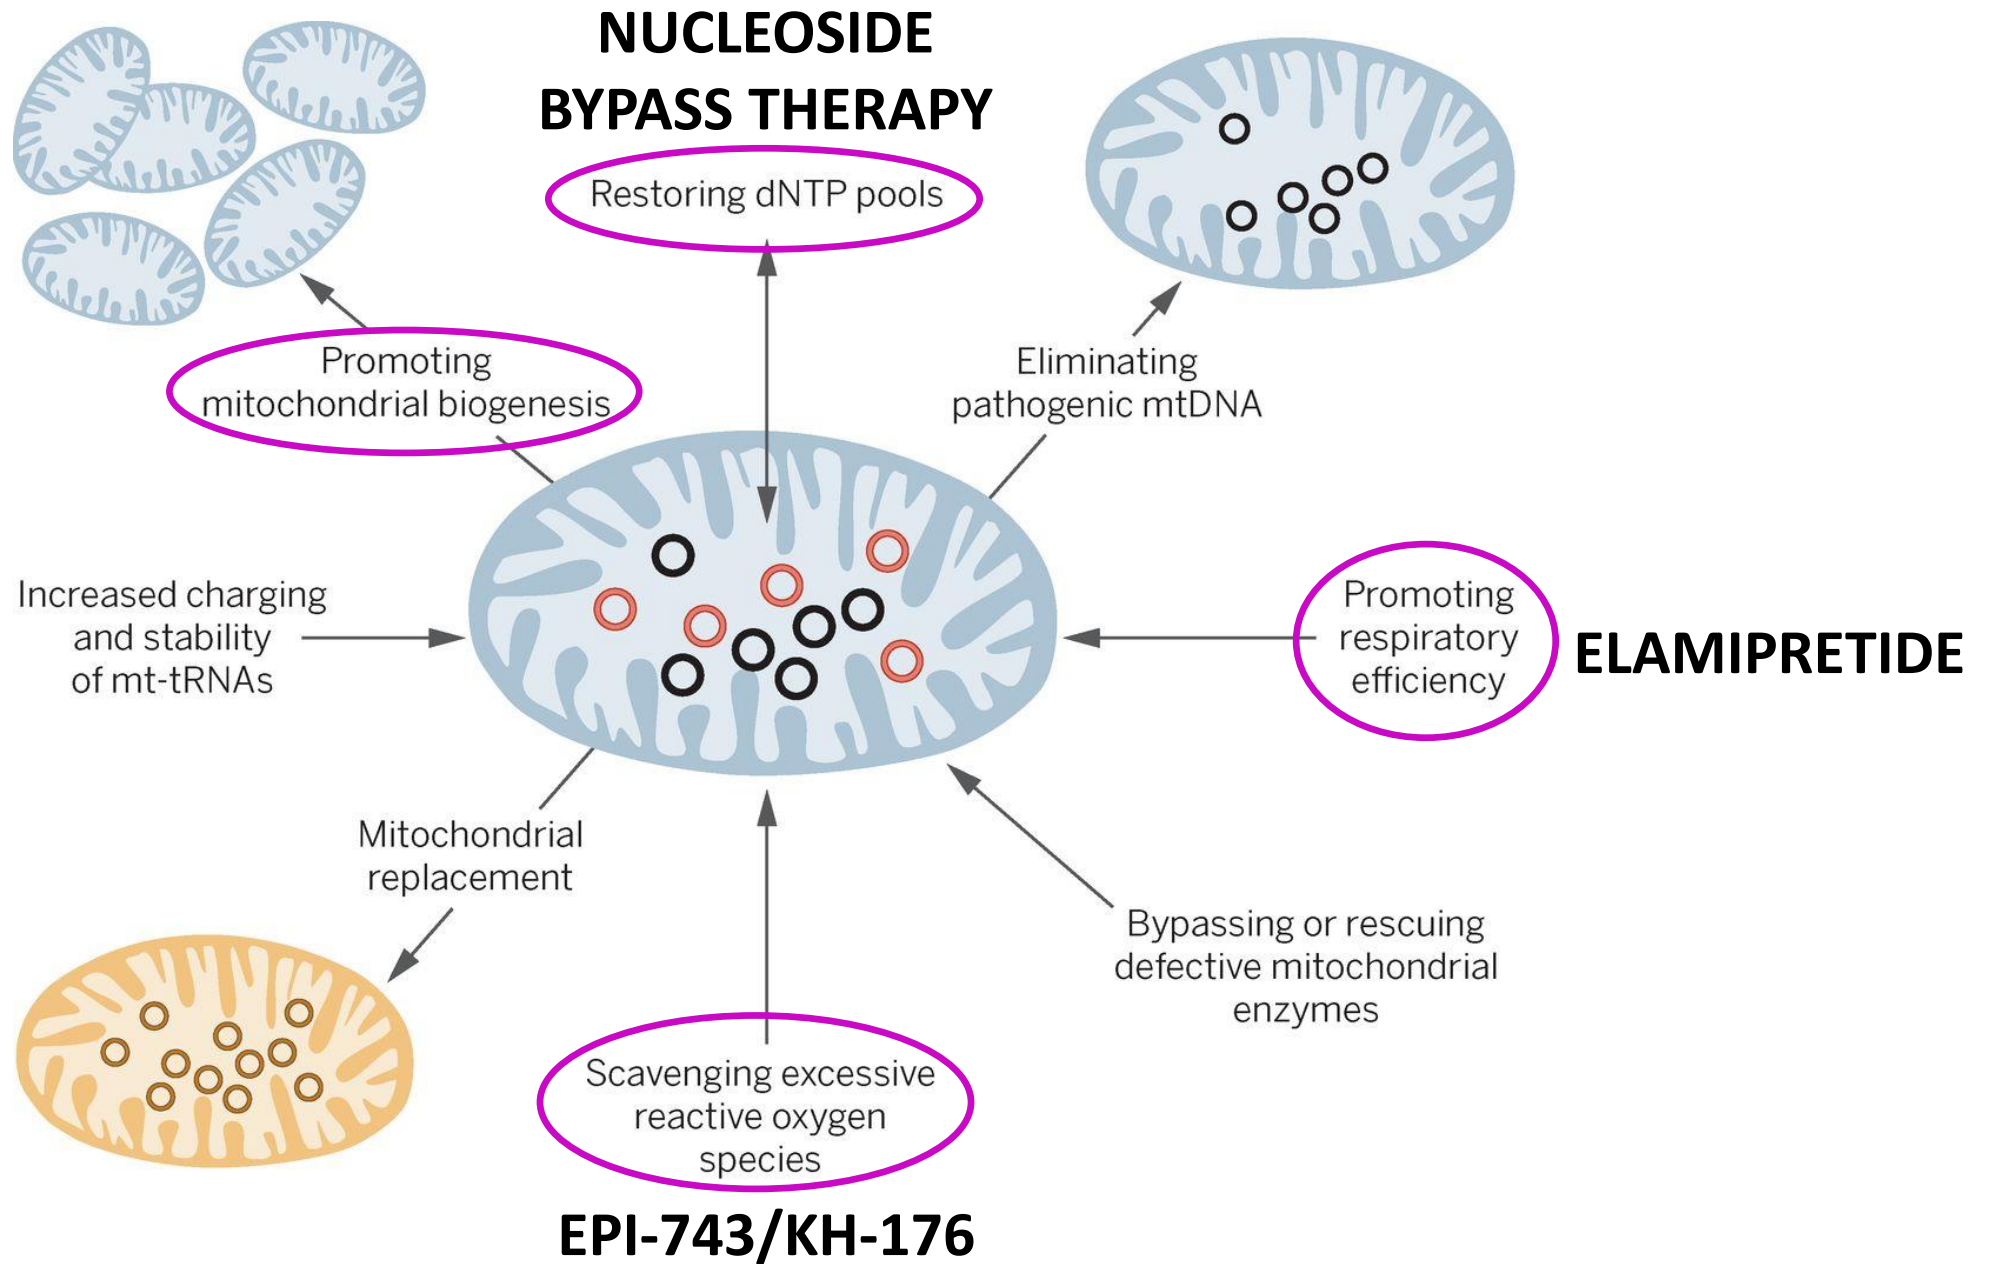 NUCLEOSIDE
BYPASS THERAPY
Restoring dNTP pools
Promoting
mitochondrial biogenesis
Eliminating
pathogenic mtDNA
Increased charging
and stability
of mt-tRNAs
Promoting
respiratory
efficiency
ELAMIPRETIDE
Mitochondrial
replacement
Bypassing or rescuing
defective mitochondrial
enzymes
Scavenging excessive
reactive oxygen
species
EPI-743/KH-176